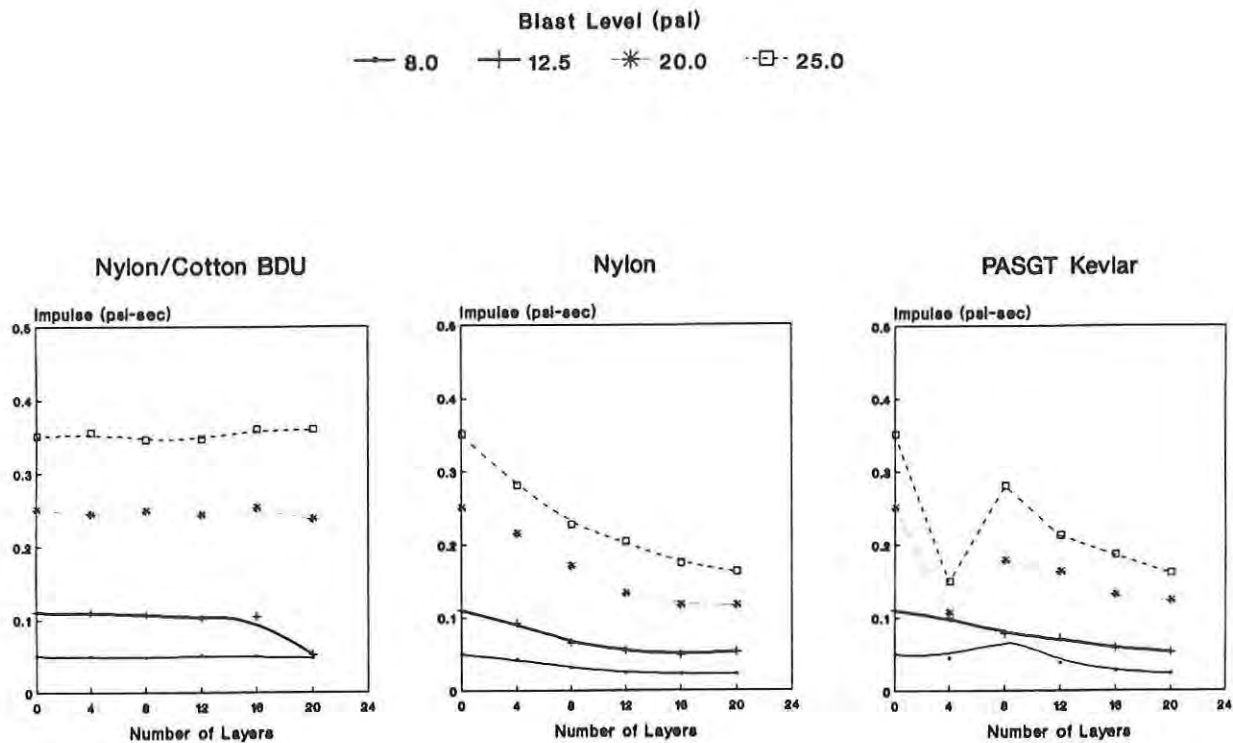 Blast Level (psi)
8.0 12.5 20.0 25.0
Nylon/Cotton BDU
Impulse (psi-sec)
0.5
0.4
0.3
0.2
0.1
0
0 4 8 12 16 20 24
Number of Layers
Nylon
Impulse (psi-sec)
0.5
0.4
0.3
0.2
0.1
0
0 4 8 12 16 20 24
Number of Layers
PASGT Kevlar
Impulse (psi-sec)
0.5
0.4
0.3
0.2
0.1
0
0 4 8 12 16 20 24
Number of Layers